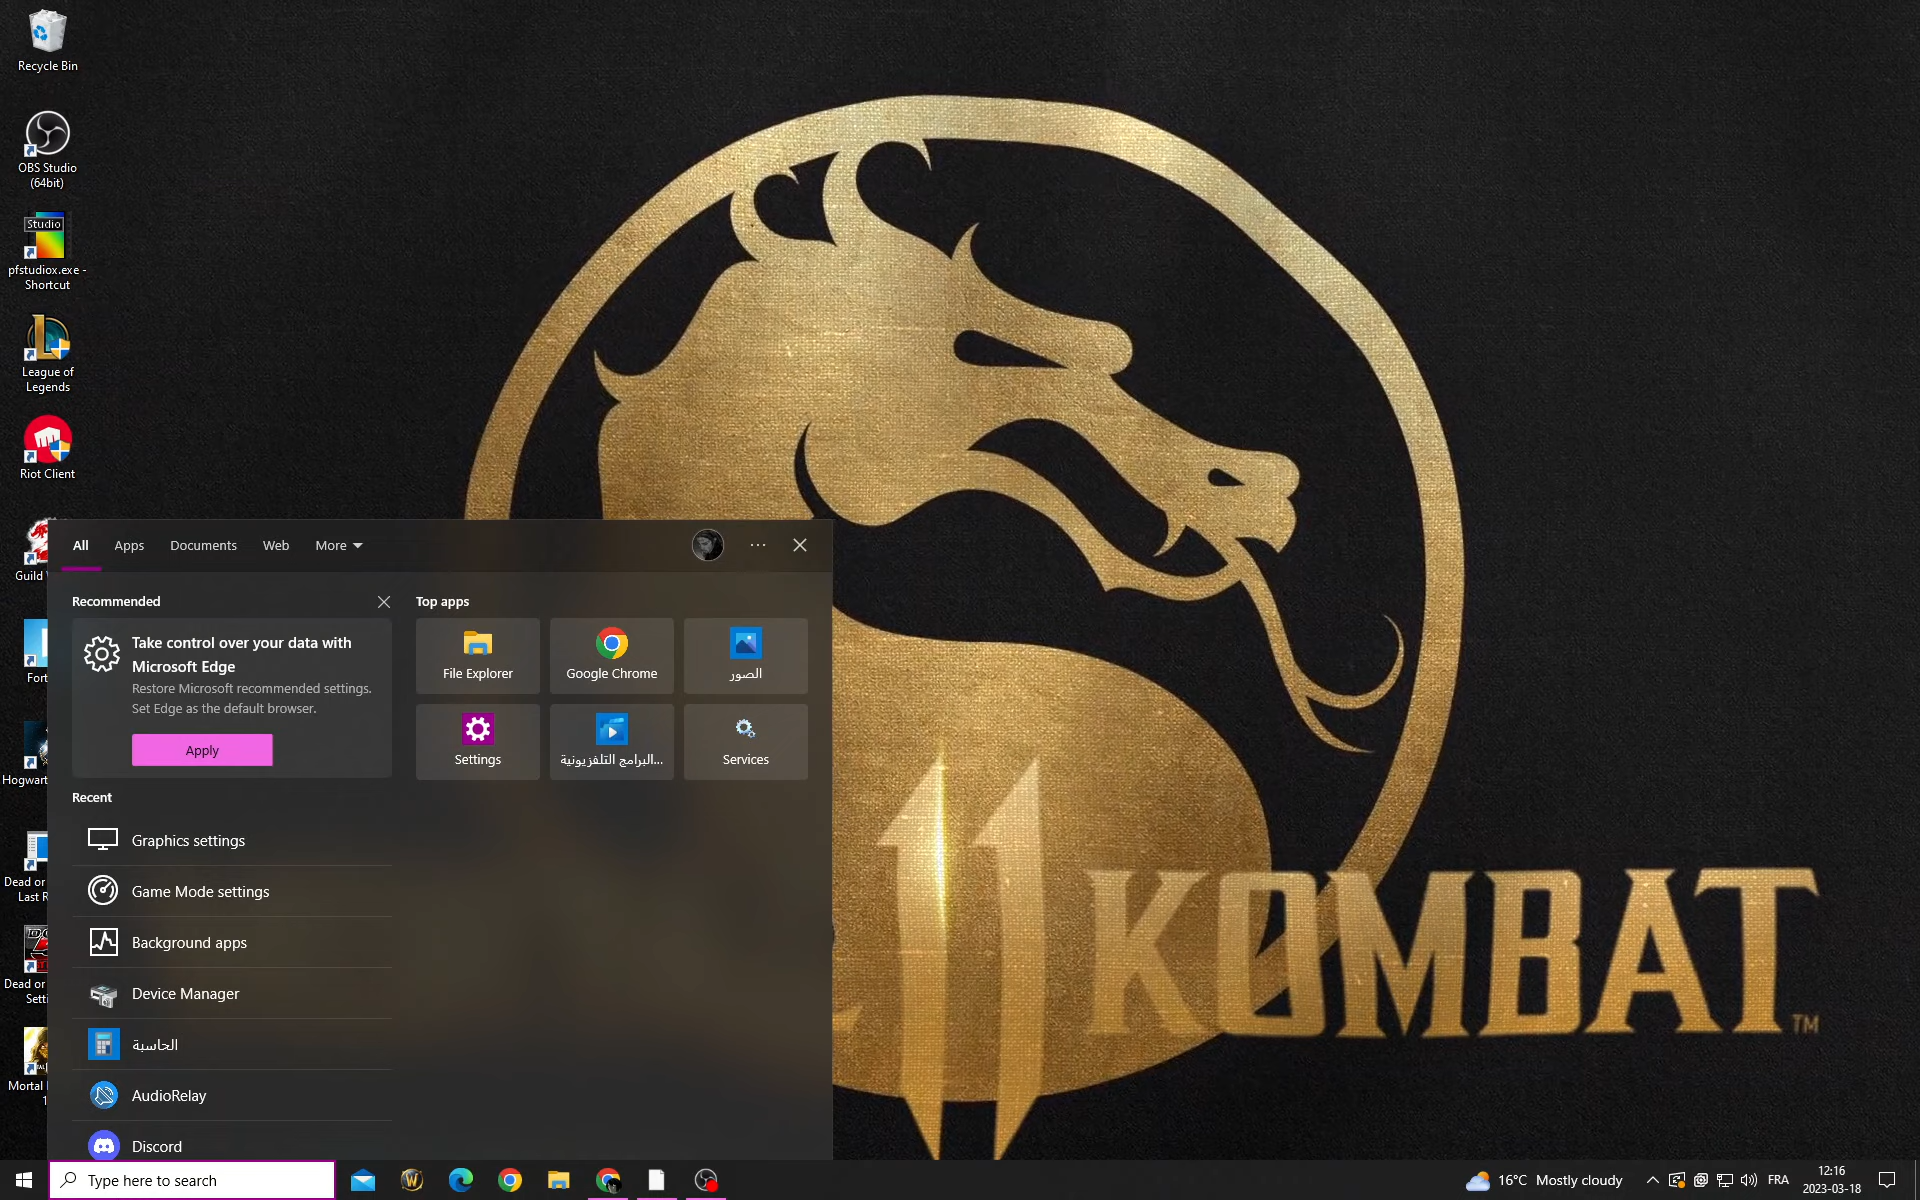 Recycle Bin
OBS Studio
(64bit)
Studio
pfstudiox.exe -
Shortcut
League of
Legends
Riot Client
Guild
Fort
Hogwart
Dead or
Last R
Dead or
Setti
Mortal
1
All
Apps
Documents
Web
More
Recommended
Take control over your data with
Microsoft Edge
Restore Microsoft recommended settings.
Set Edge as the default browser.
Apply
Top apps
File Explorer
Google Chrome
الصور
Settings
البرامج التلفزيونية...
Services
Recent
Graphics settings
Game Mode settings
Background apps
Device Manager
الحاسبة
AudioRelay
Discord
11
KOMBAT
TM
Type here to search
16°C Mostly cloudy
FRA
12:16
2023-03-18